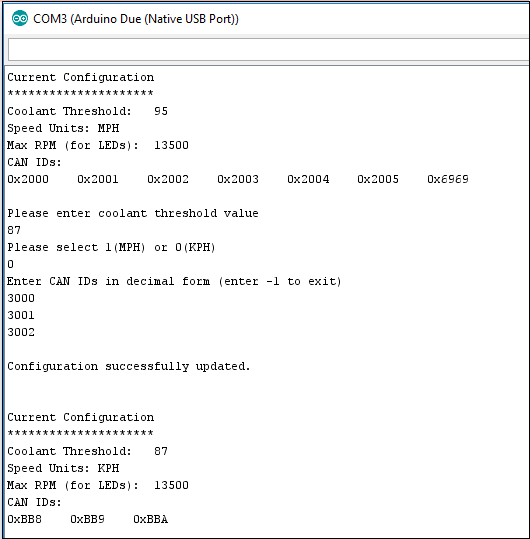 COM3 (Arduino Due (Native USB Port))
Current Configuration
*********************
Coolant Threshold: 95
Speed Units: MPH
Max RPM (for LEDs): 13500
CAN IDs:
0x2000 0x2001 0x2002 0x2003 0x2004 0x2005 0x6969
Please enter coolant threshold value
87
Please select 1(MPH) or 0(KPH)
0
Enter CAN IDs in decimal form (enter -1 to exit)
3000
3001
3002
Configuration successfully updated.
Current Configuration
*********************
Coolant Threshold: 87
Speed Units: KPH
Max RPM (for LEDs): 13500
CAN IDs:
0xBB8 0xBB9 0xBBA